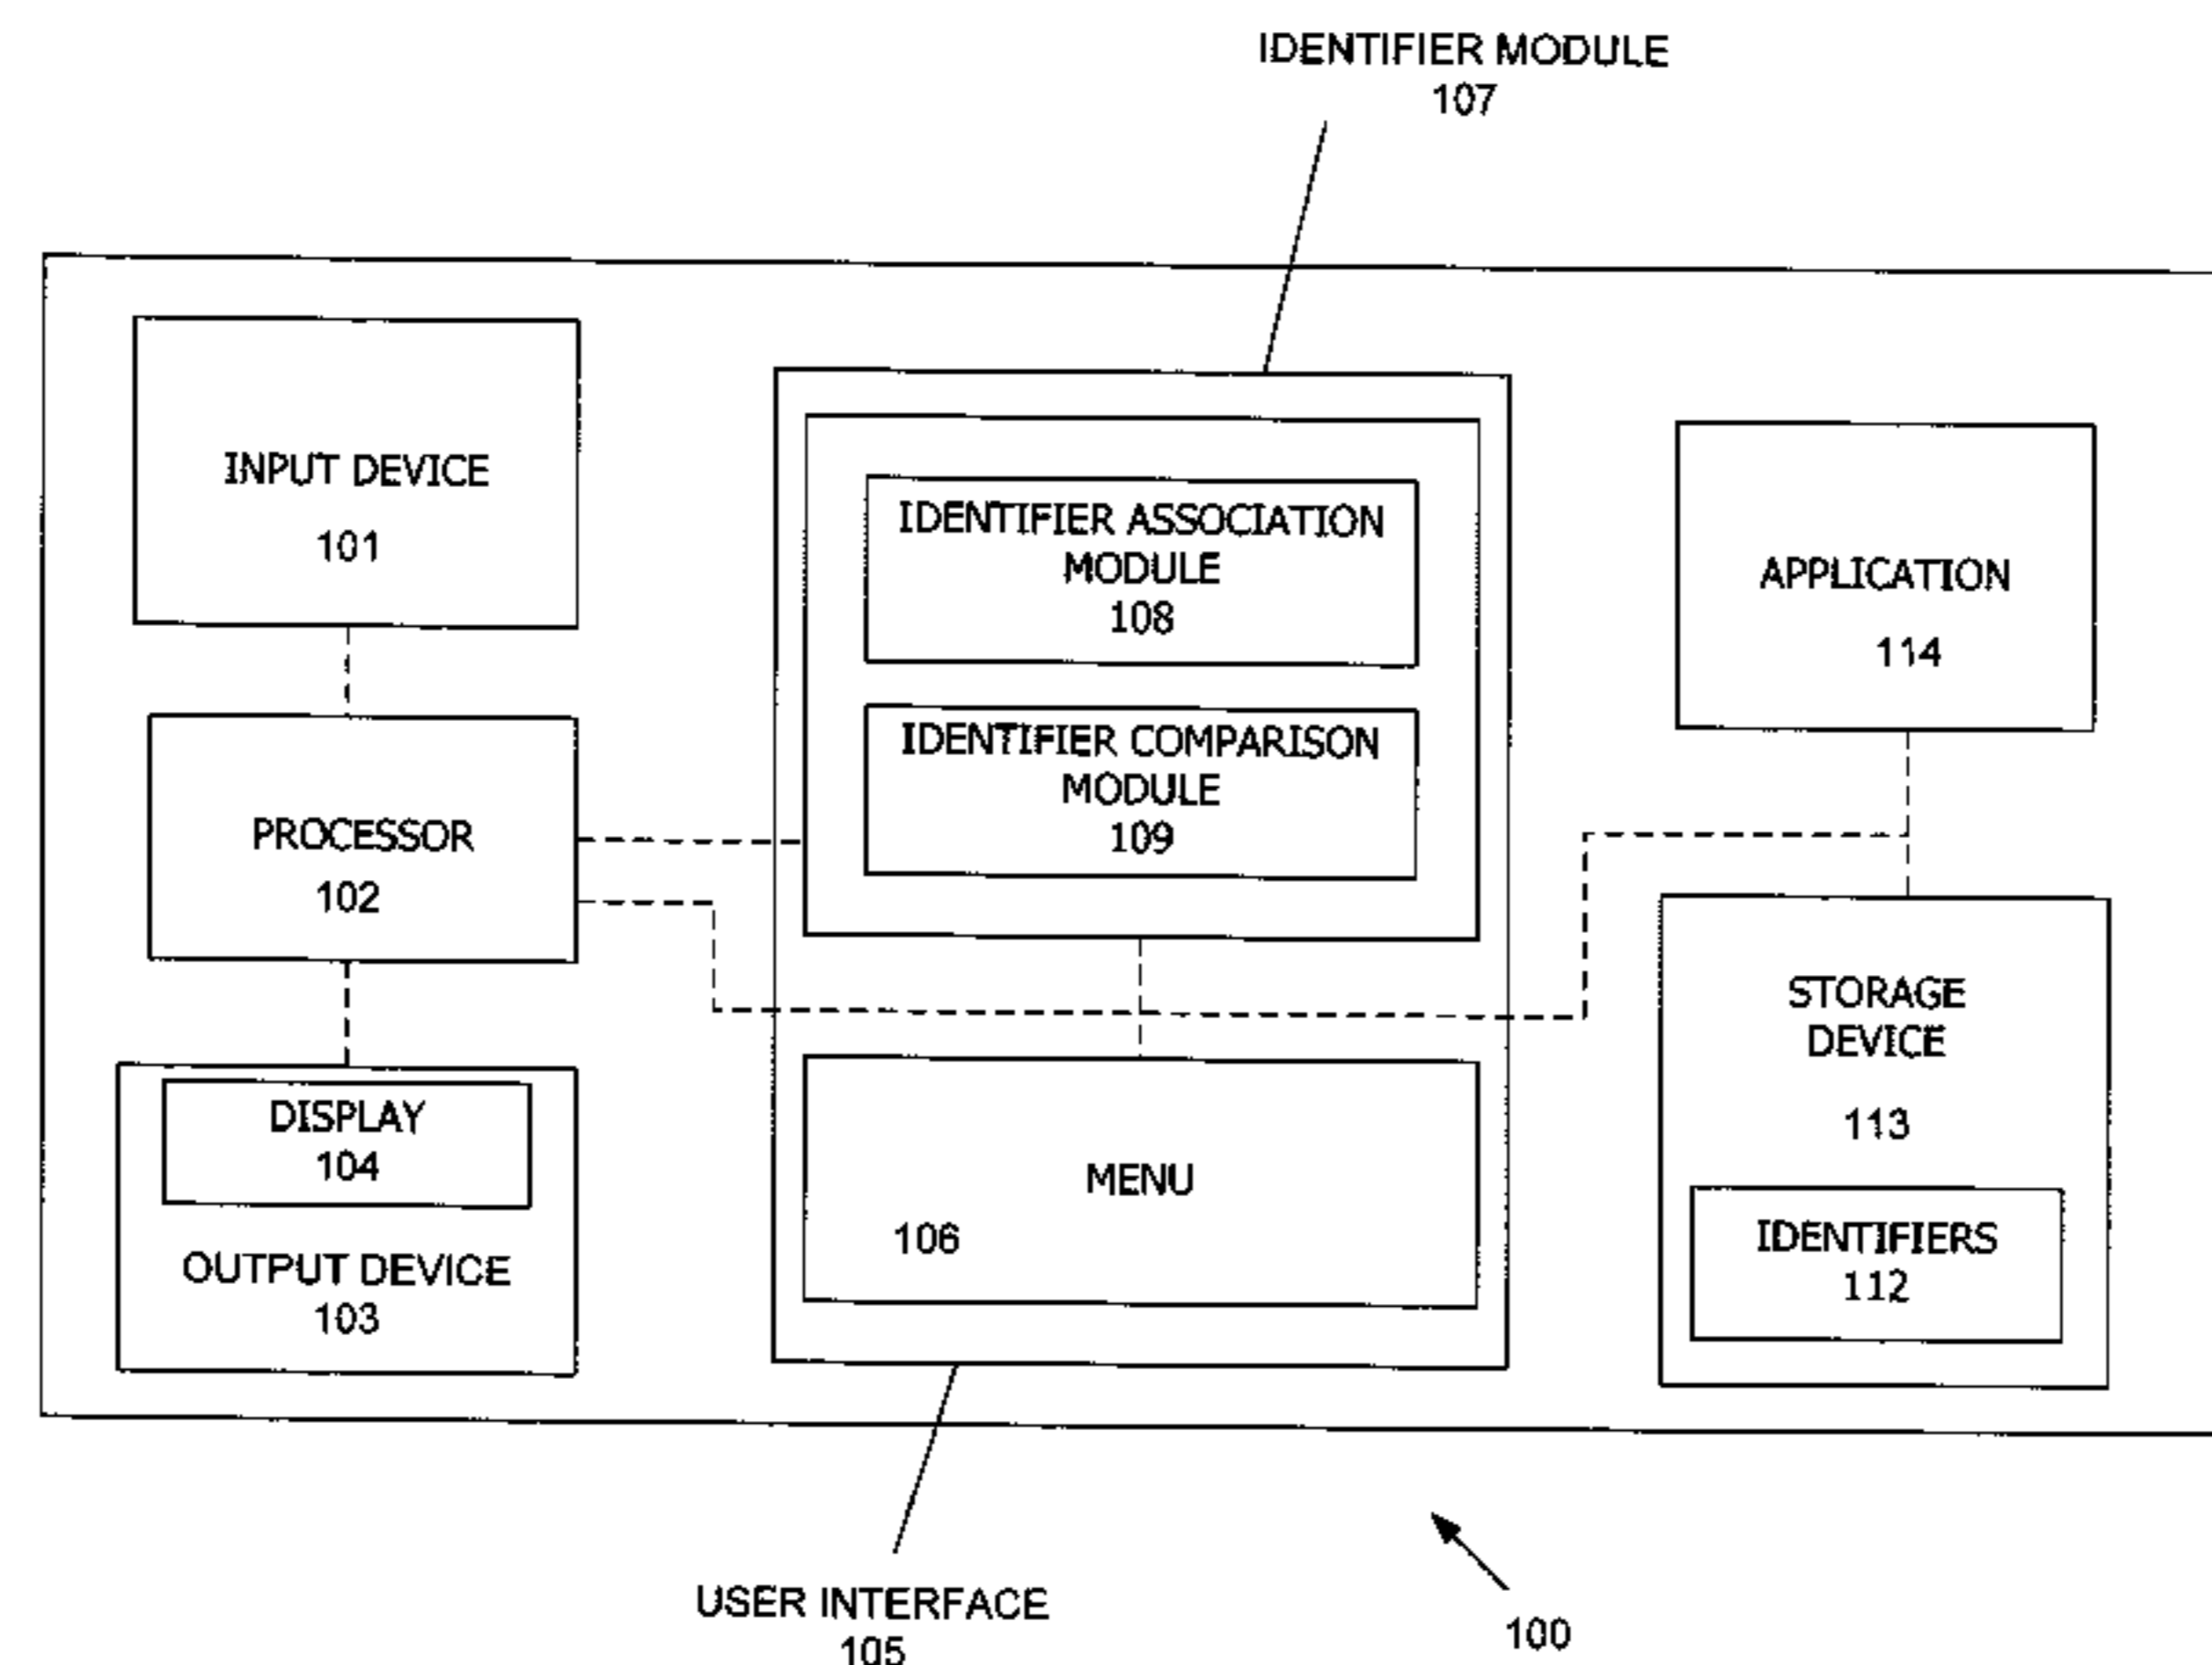 IDENTIFIER MODULE
107
INPUT DEVICE
101
IDENTIFIER ASSOCIATION
MODULE
108
APPLICATION
114
IDENTIFIER COMPARISON
MODULE
109
PROCESSOR
102
STORAGE
DEVICE
113
DISPLAY
104
MENU
106
IDENTIFIERS
112
OUTPUT DEVICE
103
USER INTERFACE
105
100